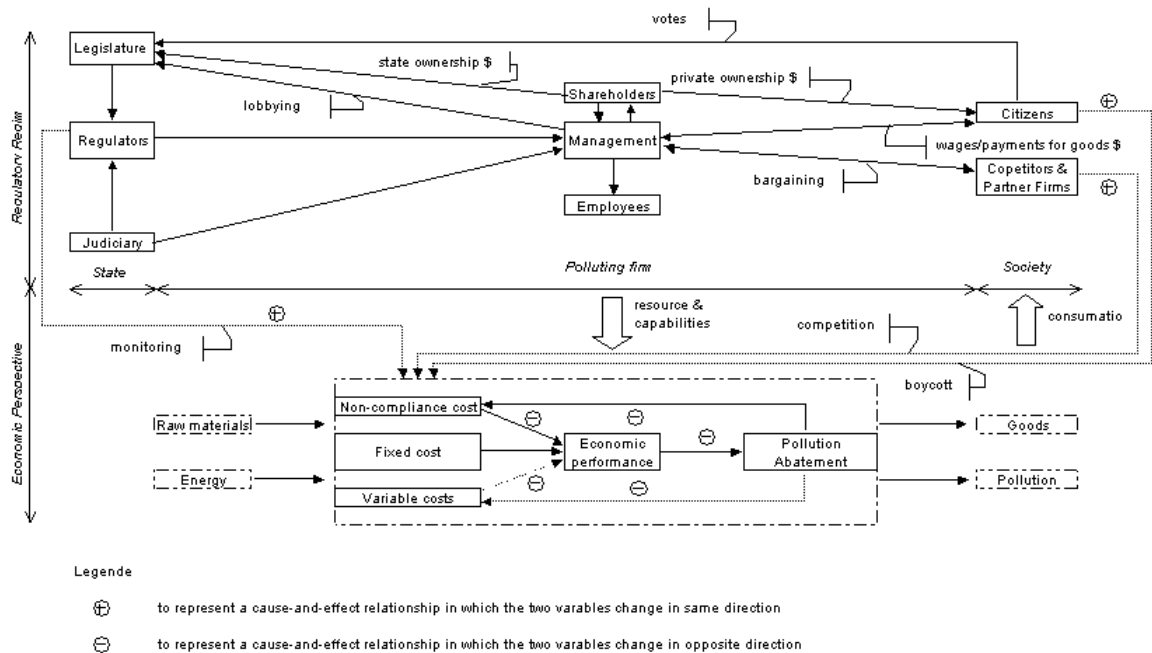 votes
Legislature
state ownership $
private ownership $
Shareholders
lobbying
Citizens
Regulators
Management
wages/payments for goods $
Copetitors &
Partner Firms
bargaining
Employees
Judiciary
Regulatory Realm
State
Polluting firm
Society
resource &
capabilities
competition
consumatio
monitoring
boycott
Economic Perspective
Non-compliance cost
Raw materials
Goods
Fixed cost
Economic
performance
Pollution
Abatement
Energy
Pollution
Variable costs
Legende
to represent a cause-and-effect relationship in which the two variables change in same direction
to represent a cause-and-effect relationship in which the two variables change in opposite direction